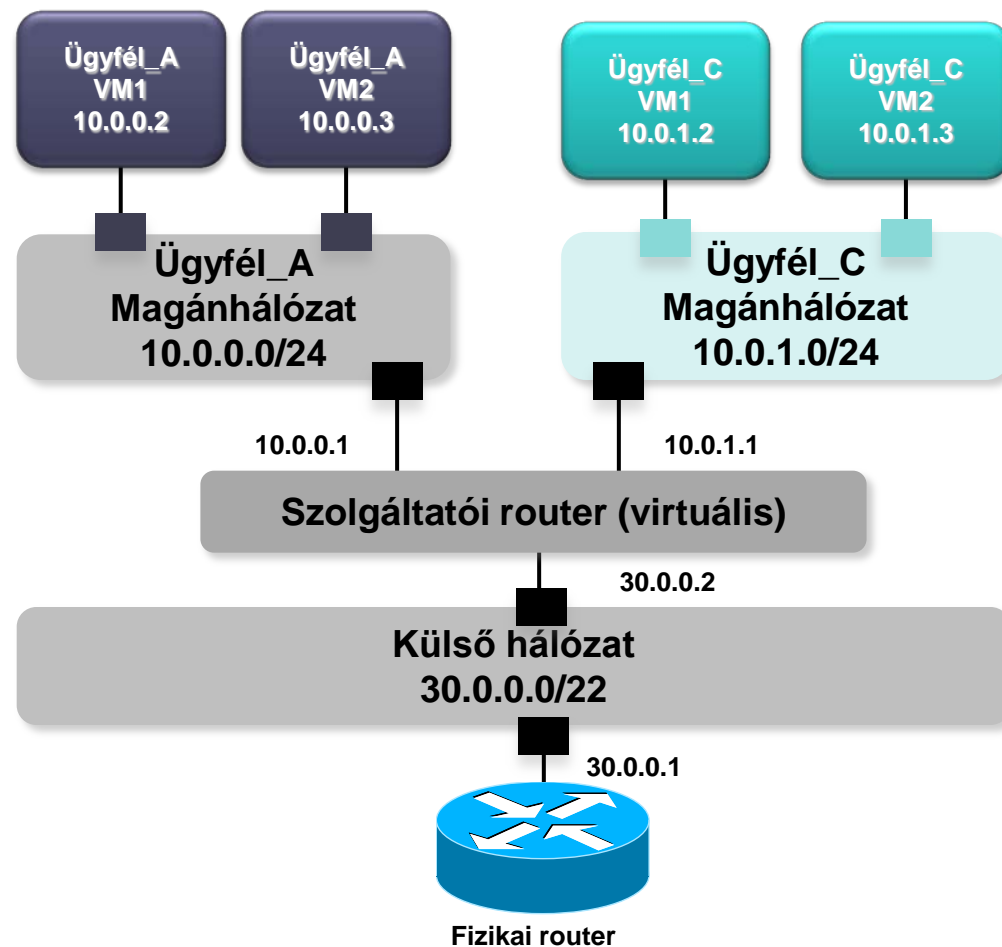 Ügyfél_A
VM1
10.0.0.2
Ügyfél_A
VM2
10.0.0.3
Ügyfél_C
VM1
10.0.1.2
Ügyfél_C
VM2
10.0.1.3
Ügyfél_A
Magánhálózat
10.0.0.0/24
Ügyfél_C
Magánhálózat
10.0.1.0/24
10.0.0.1
10.0.1.1
Szolgáltatói router (virtuális)
30.0.0.2
Külső hálózat
30.0.0.0/22
30.0.0.1
Fizikai router